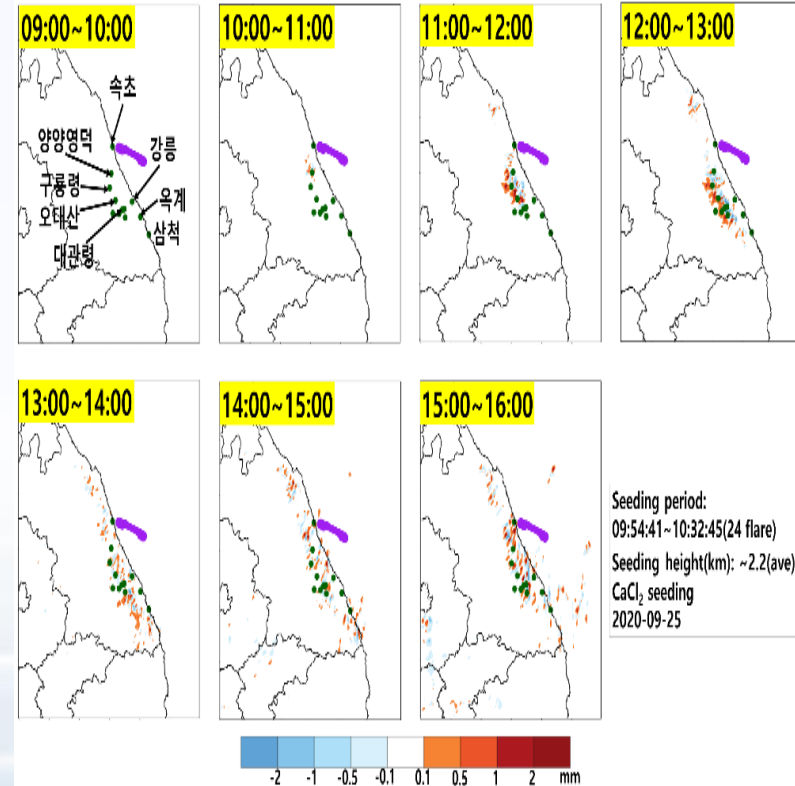 09:00~10:00
10:00~11:00
11:00~12:00
12:00~13:00
속초
양양영덕
강릉
구룡령
옥계
오대산
삼척
대관령
13:00~14:00
14:00~15:00
15:00~16:00
Seeding period:
09:54:41~10:32:45(24 flare)
Seeding height(km): ~2.2(ave)
CaCl₂ seeding
2020-09-25
-2 -1 -0.5 -0.1 0.1 0.5 1 2 mm